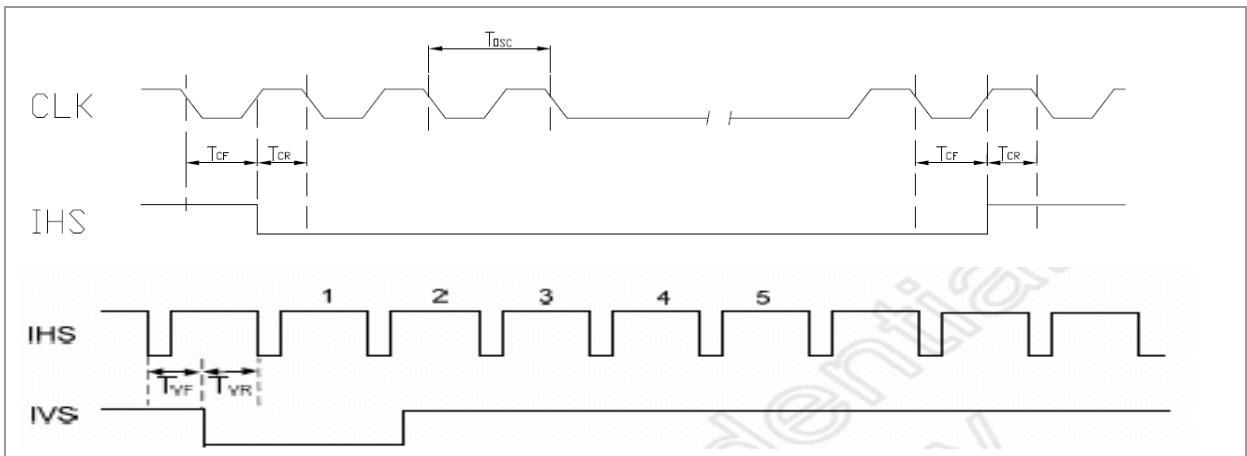 Tosc
CLK
TCF TCR TCF TCR
IHS
1 2 3 4 5
IHS
TVF TVR
IVS